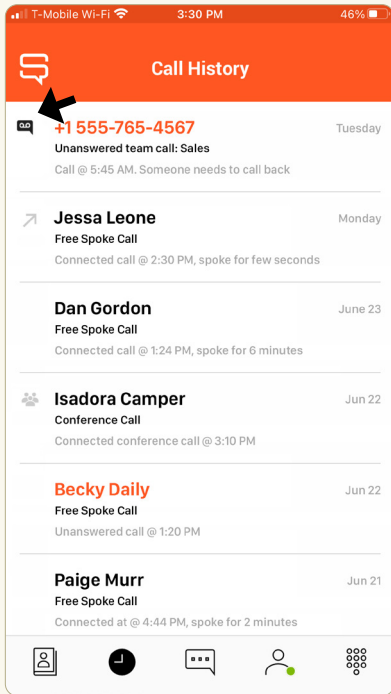 T-Mobile Wi-Fi 3:30 PM 46%
Call History
+1 555-765-4567 Tuesday
Unanswered team call: Sales
Call @ 5:45 AM. Someone needs to call back
Jessa Leone Monday
Free Spoke Call
Connected call @ 2:30 PM, spoke for few seconds
Dan Gordon June 23
Free Spoke Call
Connected call @ 1:24 PM, spoke for 6 minutes
Isadora Camper Jun 22
Conference Call
Connected conference call @ 3:10 PM
Becky Daily Jun 22
Free Spoke Call
Unanswered call @ 1:20 PM
Paige Murr Jun 21
Free Spoke Call
Connected at @ 4:44 PM, spoke for 2 minutes